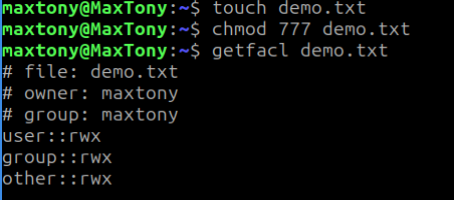 maxtony@MaxTony:~$ touch demo.txt
maxtony@MaxTony:~$ chmod 777 demo.txt
maxtony@MaxTony:~$ getfacl demo.txt
# file: demo.txt
# owner: maxtony
# group: maxtony
user::rwx
group::rwx
other::rwx